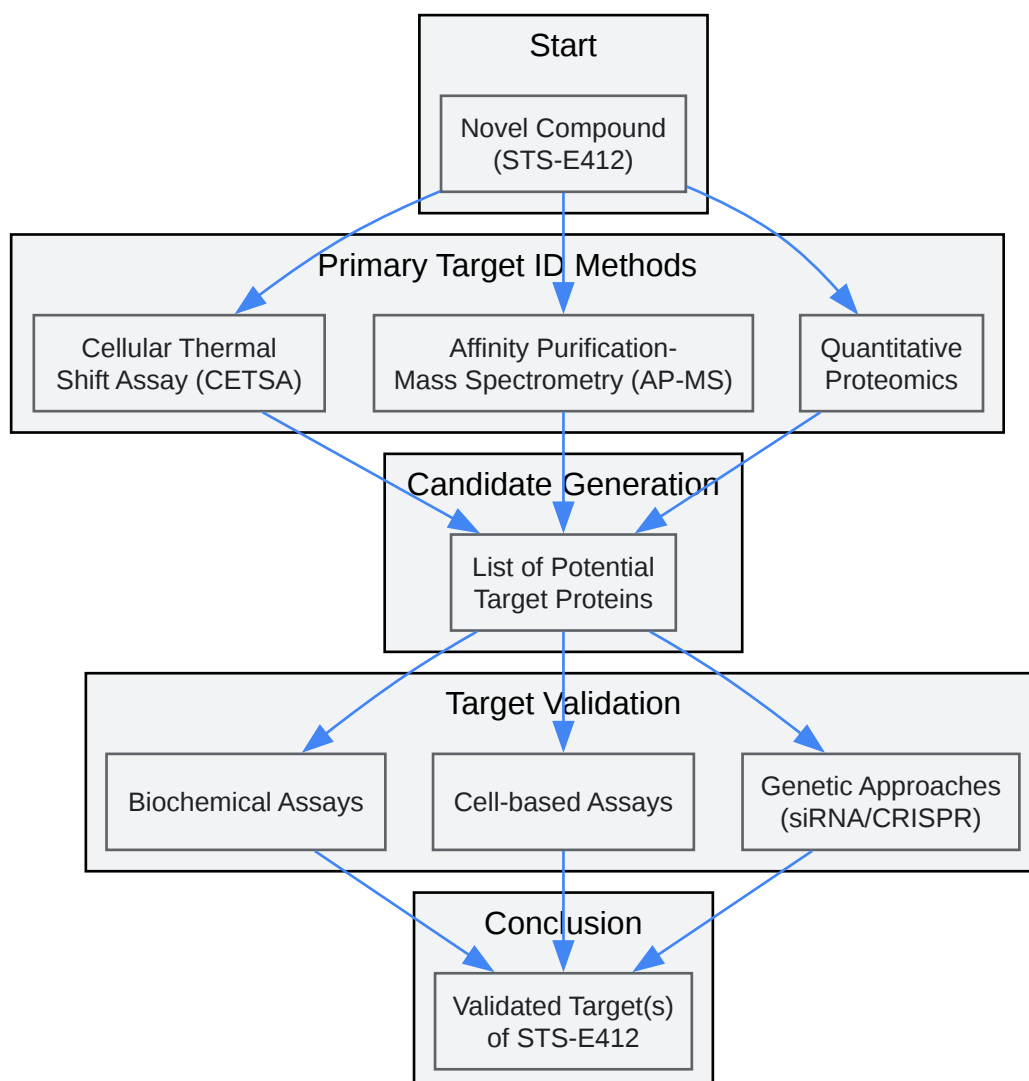 Start
Novel Compound
(STS-E412)
Primary Target ID Methods
Cellular Thermal
Shift Assay (CETSA)
Affinity Purification-
Mass Spectrometry (AP-MS)
Quantitative
Proteomics
Candidate Generation
List of Potential
Target Proteins
Target Validation
Biochemical Assays
Cell-based Assays
Genetic Approaches
(siRNA/CRISPR)
Conclusion
Validated Target(s)
of STS-E412